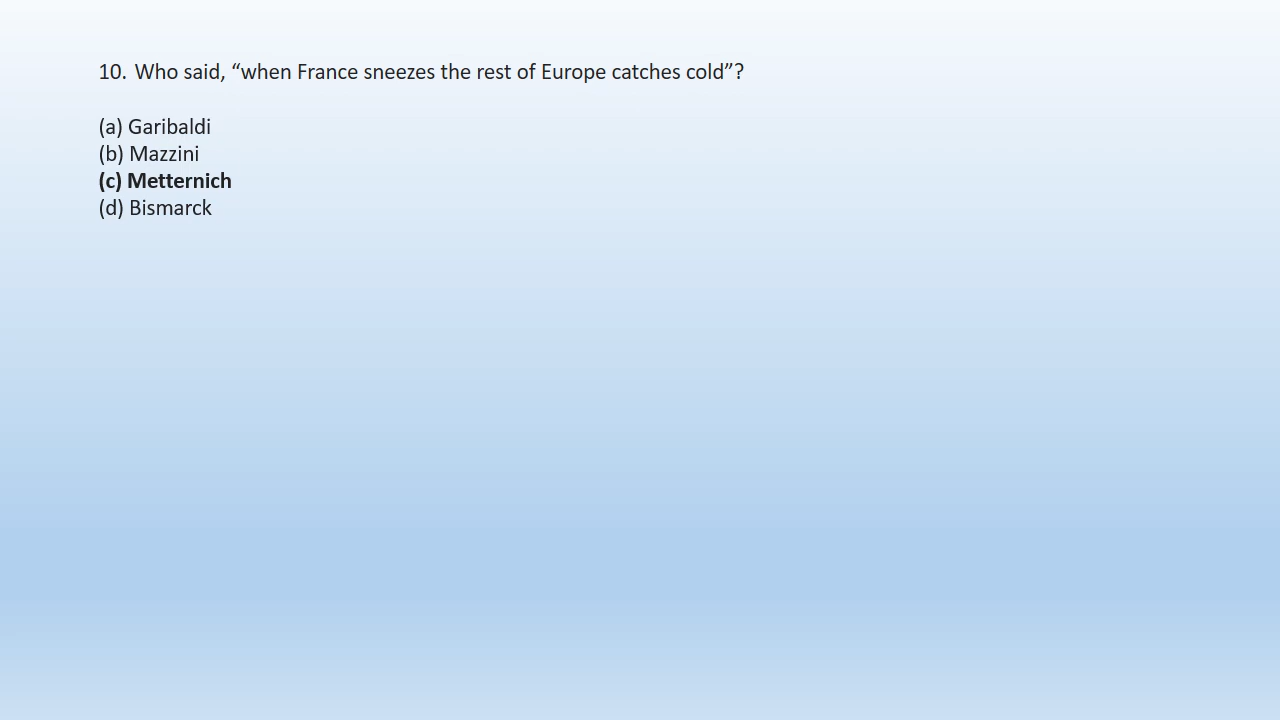 10. Who said, “when France sneezes the rest of Europe catches cold”?
(a) Garibaldi
(b) Mazzini
(c) Metternich
(d) Bismarck